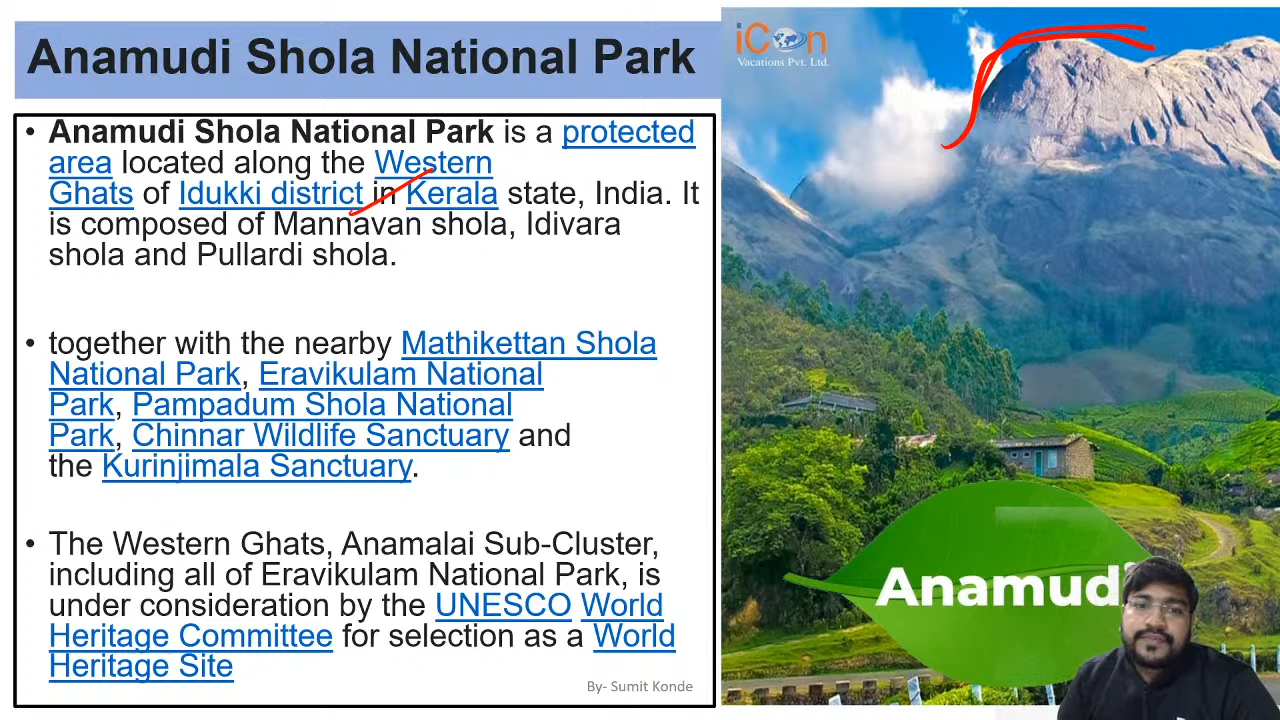 Anamudi Shola National Park
• Anamudi Shola National Park is a protected
area located along the Western
Ghats of Idukki district in Kerala state, India. It
is composed of Mannavan shola, Idivara
shola and Pullardi shola.
• together with the nearby Mathikettan Shola
National Park, Eravikulam National
Park, Pampadum Shola National
Park, Chinnar Wildlife Sanctuary and
the Kurinjimala Sanctuary.
• The Western Ghats, Anamalai Sub-Cluster,
including all of Eravikulam National Park, is
under consideration by the UNESCO World
Heritage Committee for selection as a World
Heritage Site
By- Sumit Konde
iCon
Vacations Pvt. Ltd.
Anamudi